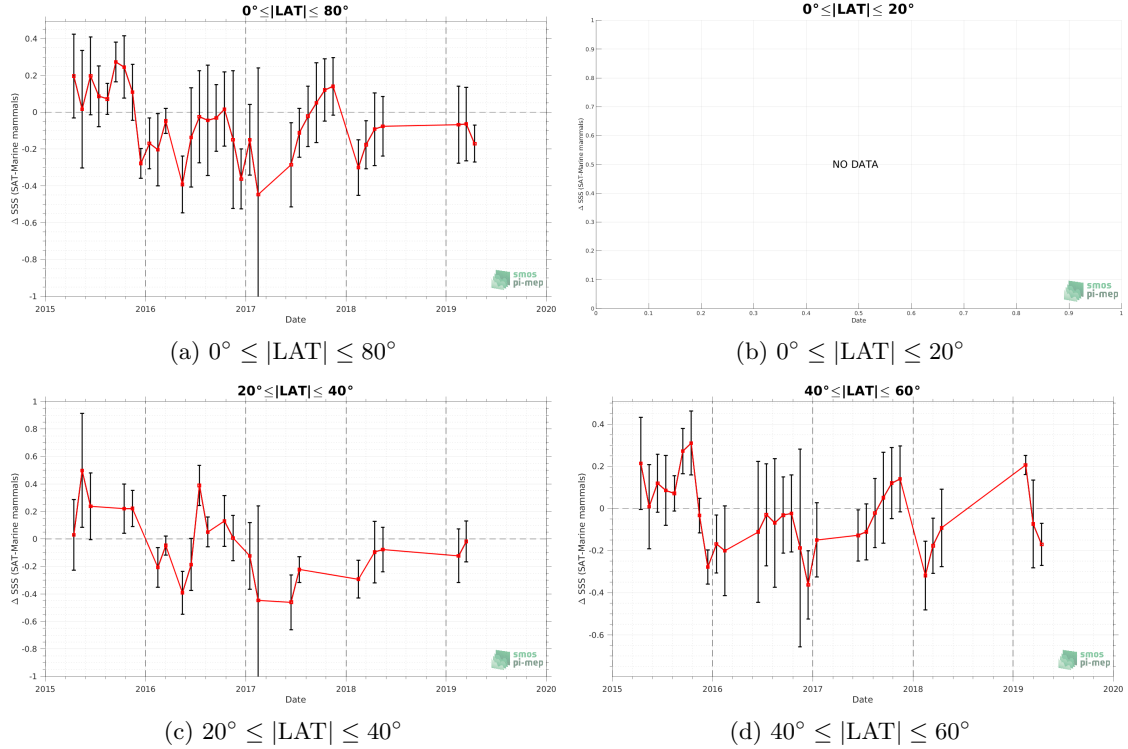 0°≤|LAT|≤ 80°
Δ SSS (SAT-Marine mammals)
0.4
0.2
0
-0.2
-0.4
-0.6
-0.8
-1
2015 2016 2017 2018 2019 2020
Date
smos
pi-mep
(a) 0° ≤ |LAT| ≤ 80°
0°≤|LAT|≤ 20°
Δ SSS (SAT-Marine mammals)
1
0.9
0.8
0.7
0.6
0.5
0.4
0.3
0.2
0.1
0
NO DATA
0 0.1 0.2 0.3 0.4 0.5 0.6 0.7 0.8 0.9 1
Date
smos
pi-mep
(b) 0° ≤ |LAT| ≤ 20°
20°≤|LAT|≤ 40°
Δ SSS (SAT-Marine mammals)
1
0.8
0.6
0.4
0.2
0
-0.2
-0.4
-0.6
-0.8
-1
2015 2016 2017 2018 2019 2020
Date
smos
pi-mep
(c) 20° ≤ |LAT| ≤ 40°
40°≤|LAT|≤ 60°
Δ SSS (SAT-Marine mammals)
0.4
0.2
0
-0.2
-0.4
-0.6
2015 2016 2017 2018 2019 2020
Date
smos
pi-mep
(d) 40° ≤ |LAT| ≤ 60°